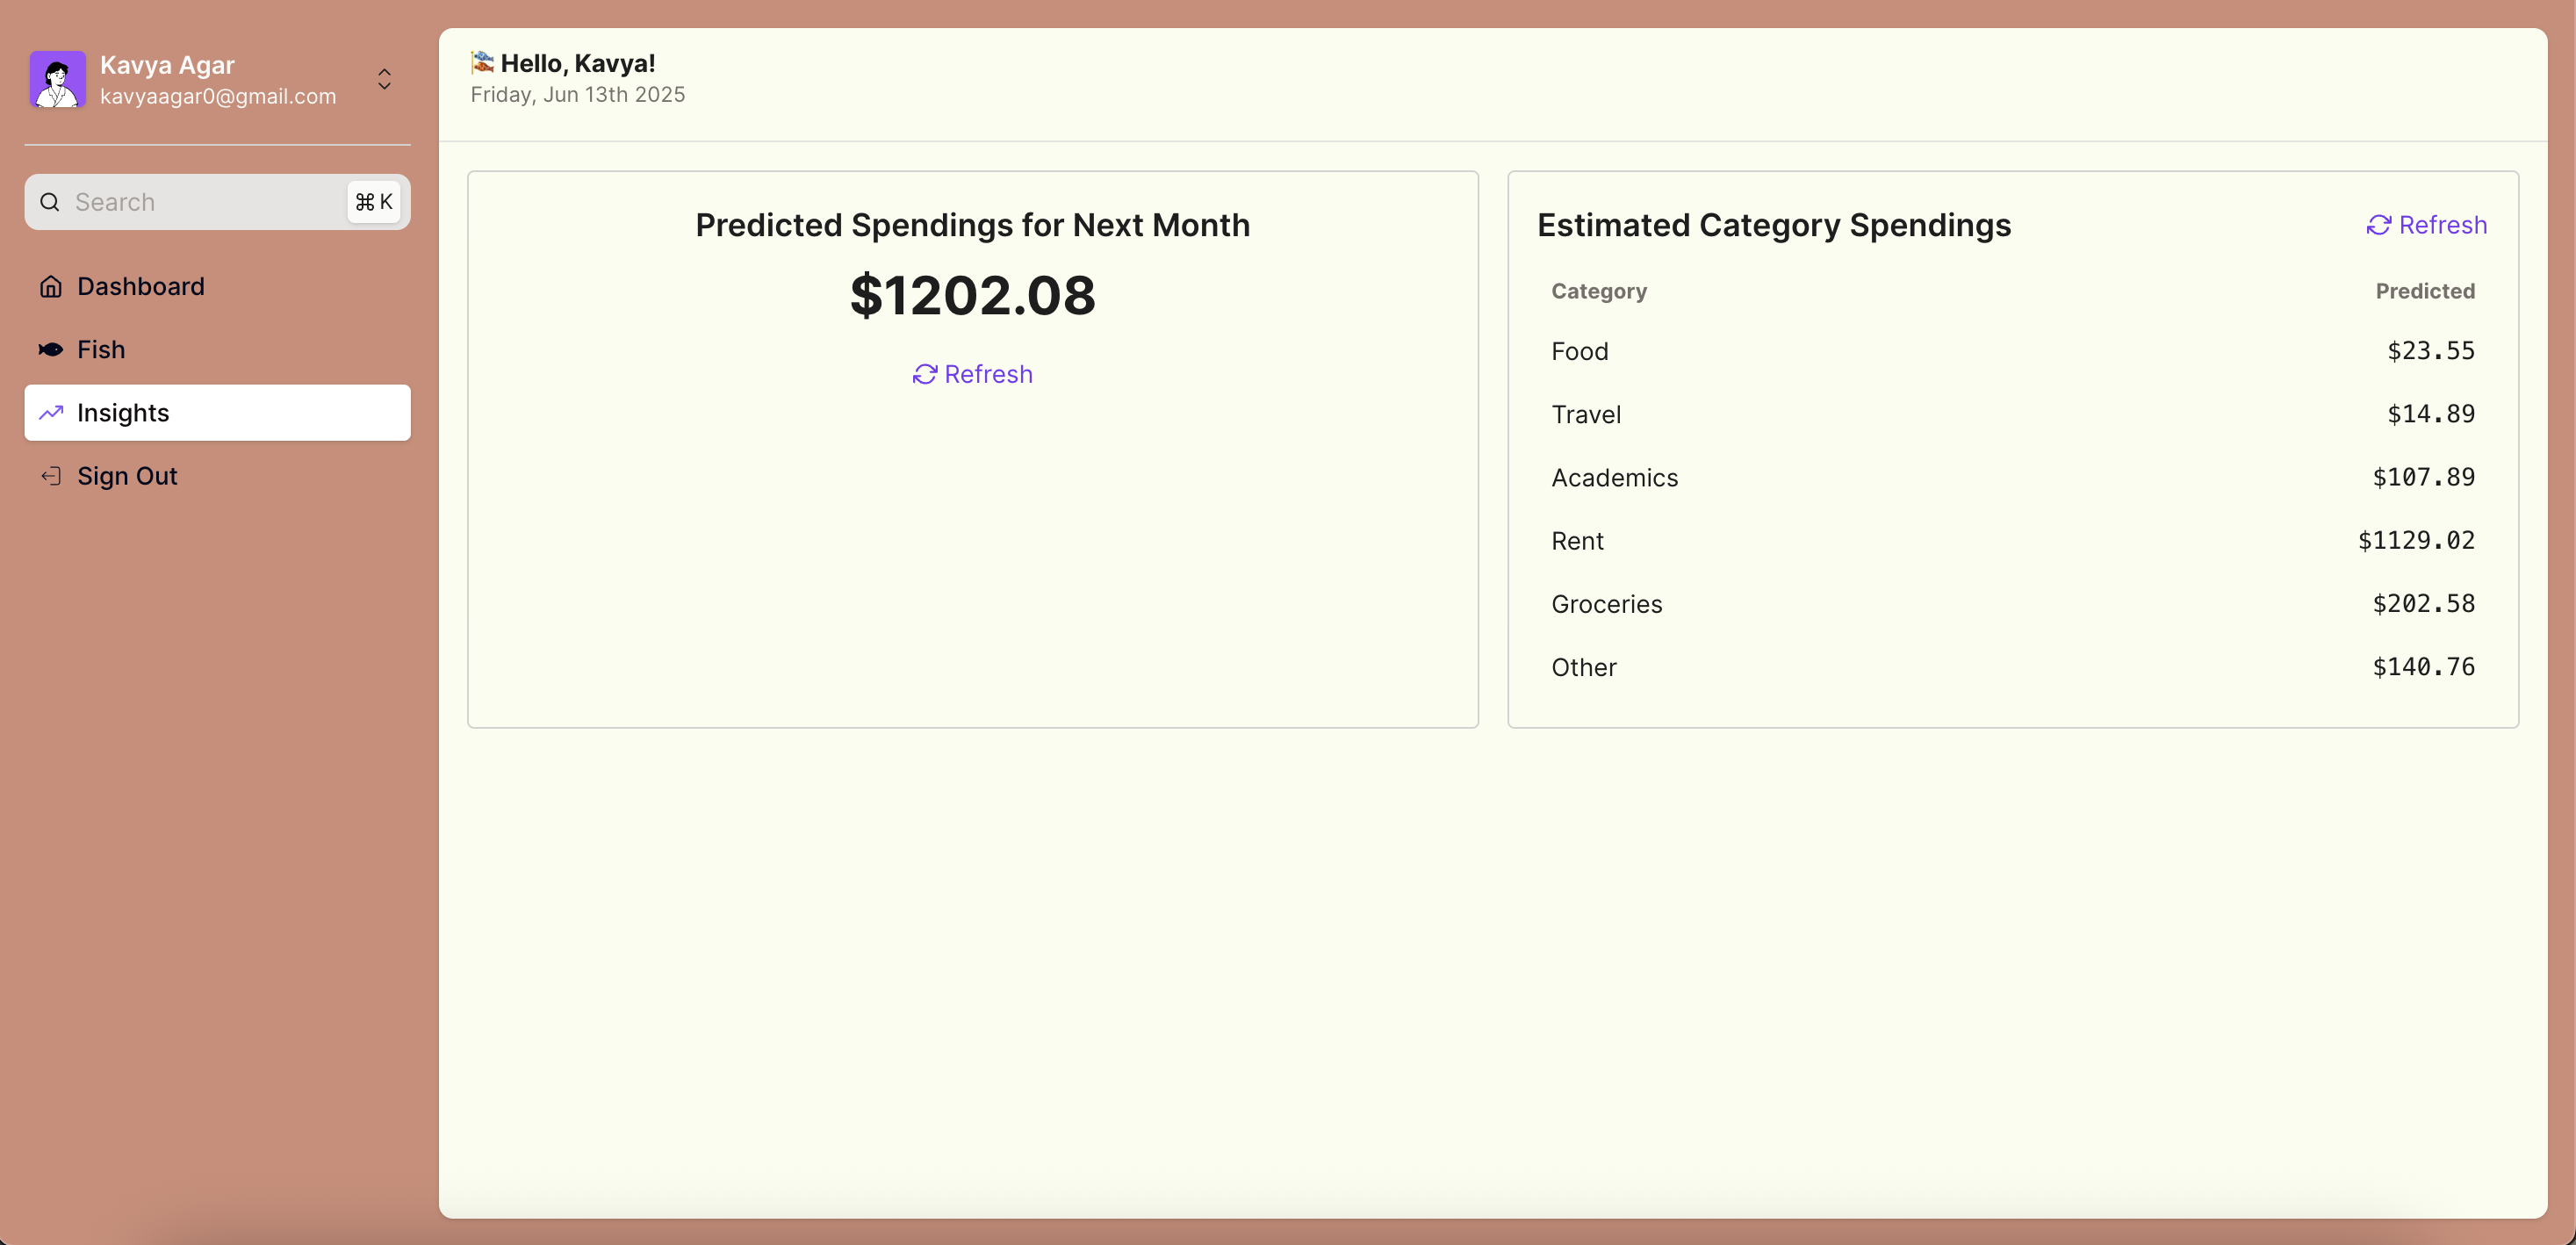 Kavya Agar
kavyaagar0@gmail.com
Search
⌘ K
Dashboard
Fish
Insights
Sign Out
🎏 Hello, Kavya!
Friday, Jun 13th 2025
Predicted Spendings for Next Month
$1202.08
Refresh
Estimated Category Spendings
Refresh
Category Predicted
Food $23.55
Travel $14.89
Academics $107.89
Rent $1129.02
Groceries $202.58
Other $140.76